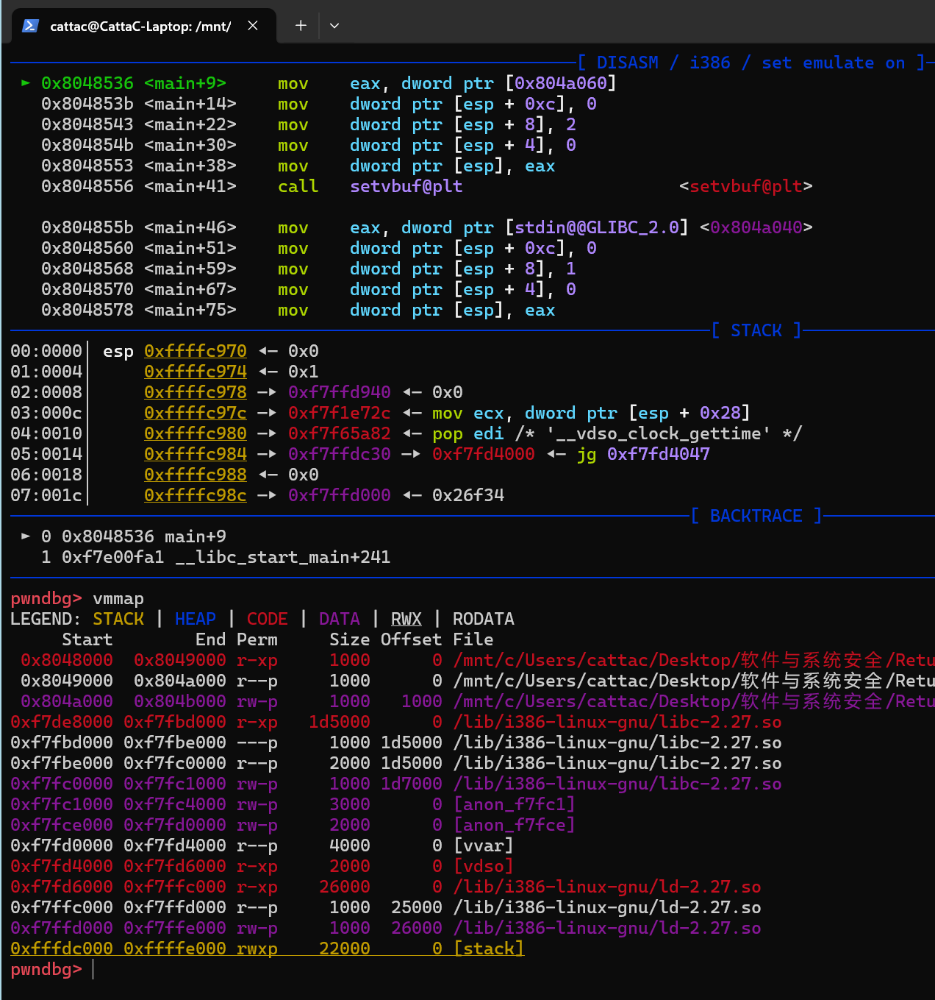 cattac@CattaC-Laptop: /mnt/
[ DISASM / i386 / set emulate on ]
► 0x8048536 <main+9> mov eax, dword ptr [0x804a060]
0x804853b <main+14> mov dword ptr [esp + 0xc], 0
0x8048543 <main+22> mov dword ptr [esp + 8], 2
0x804854b <main+30> mov dword ptr [esp + 4], 0
0x8048553 <main+38> mov dword ptr [esp], eax
0x8048556 <main+41> call setvbuf@plt <setvbuf@plt>
0x804855b <main+46> mov eax, dword ptr [stdin@@GLIBC_2.0] <0x804a040>
0x8048560 <main+51> mov dword ptr [esp + 0xc], 0
0x8048568 <main+59> mov dword ptr [esp + 8], 1
0x8048570 <main+67> mov dword ptr [esp + 4], 0
0x8048578 <main+75> mov dword ptr [esp], eax
[ STACK ]
00:0000│ esp 0xffffc970 ◂— 0x0
01:0004│ 0xffffc974 ◂— 0x1
02:0008│ 0xffffc978 —▸ 0xf7ffd940 ◂— 0x0
03:000c│ 0xffffc97c —▸ 0xf7f1e72c ◂— mov ecx, dword ptr [esp + 0x28]
04:0010│ 0xffffc980 —▸ 0xf7f65a82 ◂— pop edi /* '__vdso_clock_gettime' */
05:0014│ 0xffffc984 —▸ 0xf7ffdc30 —▸ 0xf7fd4000 ◂— jg 0xf7fd4047
06:0018│ 0xffffc988 ◂— 0x0
07:001c│ 0xffffc98c —▸ 0xf7ffd000 ◂— 0x26f34
[ BACKTRACE ]
► 0 0x8048536 main+9
1 0xf7e00fa1 __libc_start_main+241
pwndbg> vmmap
LEGEND: STACK | HEAP | CODE | DATA | RWX | RODATA
Start End Perm Size Offset File
0x8048000 0x8049000 r-xp 1000 0 /mnt/c/Users/cattac/Desktop/软件与系统安全/Retu
0x8049000 0x804a000 r--p 1000 0 /mnt/c/Users/cattac/Desktop/软件与系统安全/Retu
0x804a000 0x804b000 rw-p 1000 1000 /mnt/c/Users/cattac/Desktop/软件与系统安全/Retu
0xf7de8000 0xf7fbd000 r-xp 1d5000 0 /lib/i386-linux-gnu/libc-2.27.so
0xf7fbd000 0xf7fbe000 ---p 1000 1d5000 /lib/i386-linux-gnu/libc-2.27.so
0xf7fbe000 0xf7fc0000 r--p 2000 1d5000 /lib/i386-linux-gnu/libc-2.27.so
0xf7fc0000 0xf7fc1000 rw-p 1000 1d7000 /lib/i386-linux-gnu/libc-2.27.so
0xf7fc1000 0xf7fc4000 rw-p 3000 0 [anon_f7fc1]
0xf7fce000 0xf7fd0000 rw-p 2000 0 [anon_f7fce]
0xf7fd0000 0xf7fd4000 r--p 4000 0 [vvar]
0xf7fd4000 0xf7fd6000 r-xp 2000 0 [vdso]
0xf7fd6000 0xf7ffc000 r-xp 26000 0 /lib/i386-linux-gnu/ld-2.27.so
0xf7ffc000 0xf7ffd000 r--p 1000 25000 /lib/i386-linux-gnu/ld-2.27.so
0xf7ffd000 0xf7ffe000 rw-p 1000 26000 /lib/i386-linux-gnu/ld-2.27.so
0xfffdc000 0xffffe000 rwxp 22000 0 [stack]
pwndbg>